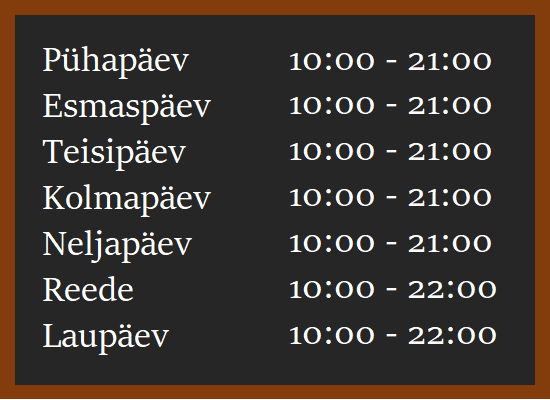 Pühapäev 10:00 - 21:00
Esmaspäev 10:00 - 21:00
Teisipäev 10:00 - 21:00
Kolmapäev 10:00 - 21:00
Neljapäev 10:00 - 21:00
Reede 10:00 - 22:00
Laupäev 10:00 - 22:00